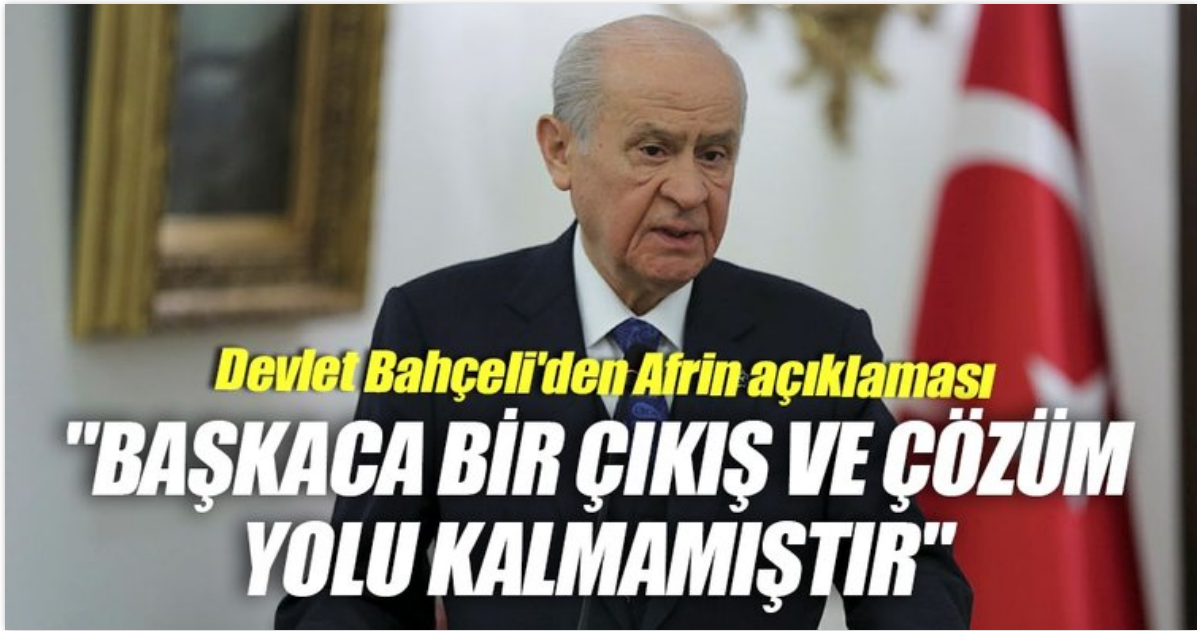 Devlet Bahçeli'den Afrin açıklaması
"BAŞKACA BİR ÇIKIŞ VE ÇÖZÜM
YOLU KALMAMIŞTIR"